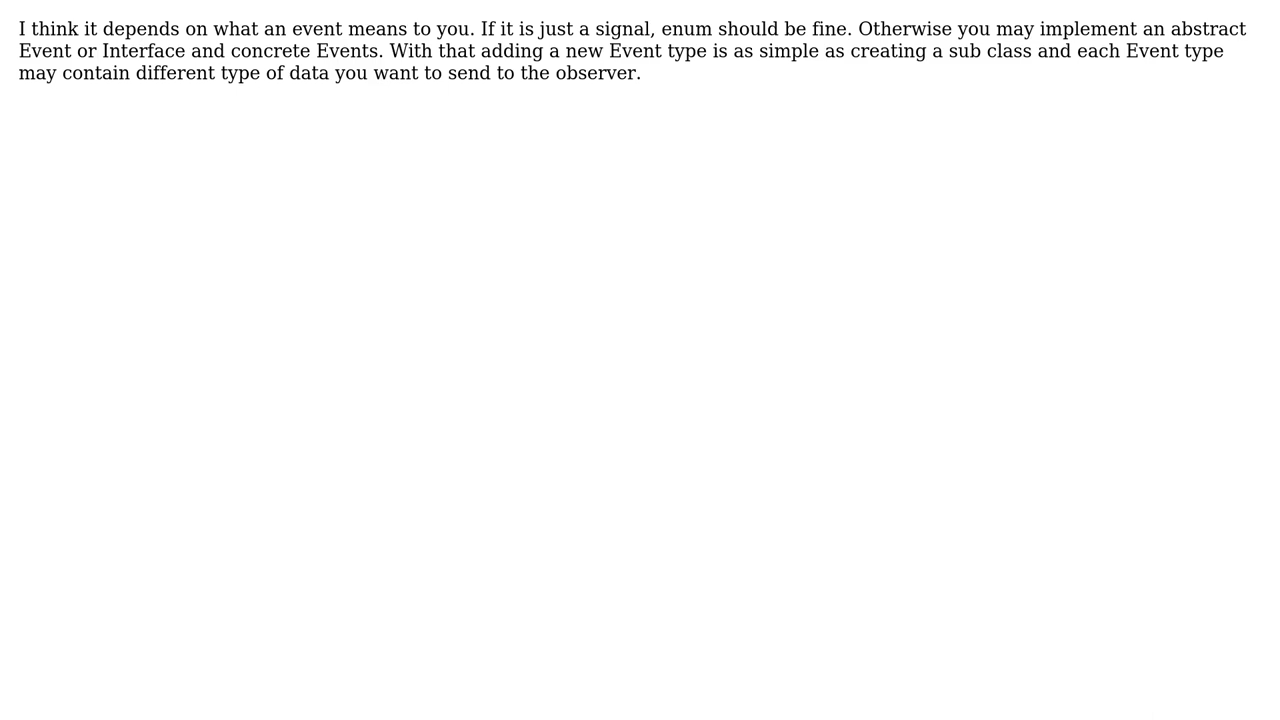 I think it depends on what an event means to you. If it is just a signal, enum should be fine. Otherwise you may implement an abstract
Event or Interface and concrete Events. With that adding a new Event type is as simple as creating a sub class and each Event type
may contain different type of data you want to send to the observer.